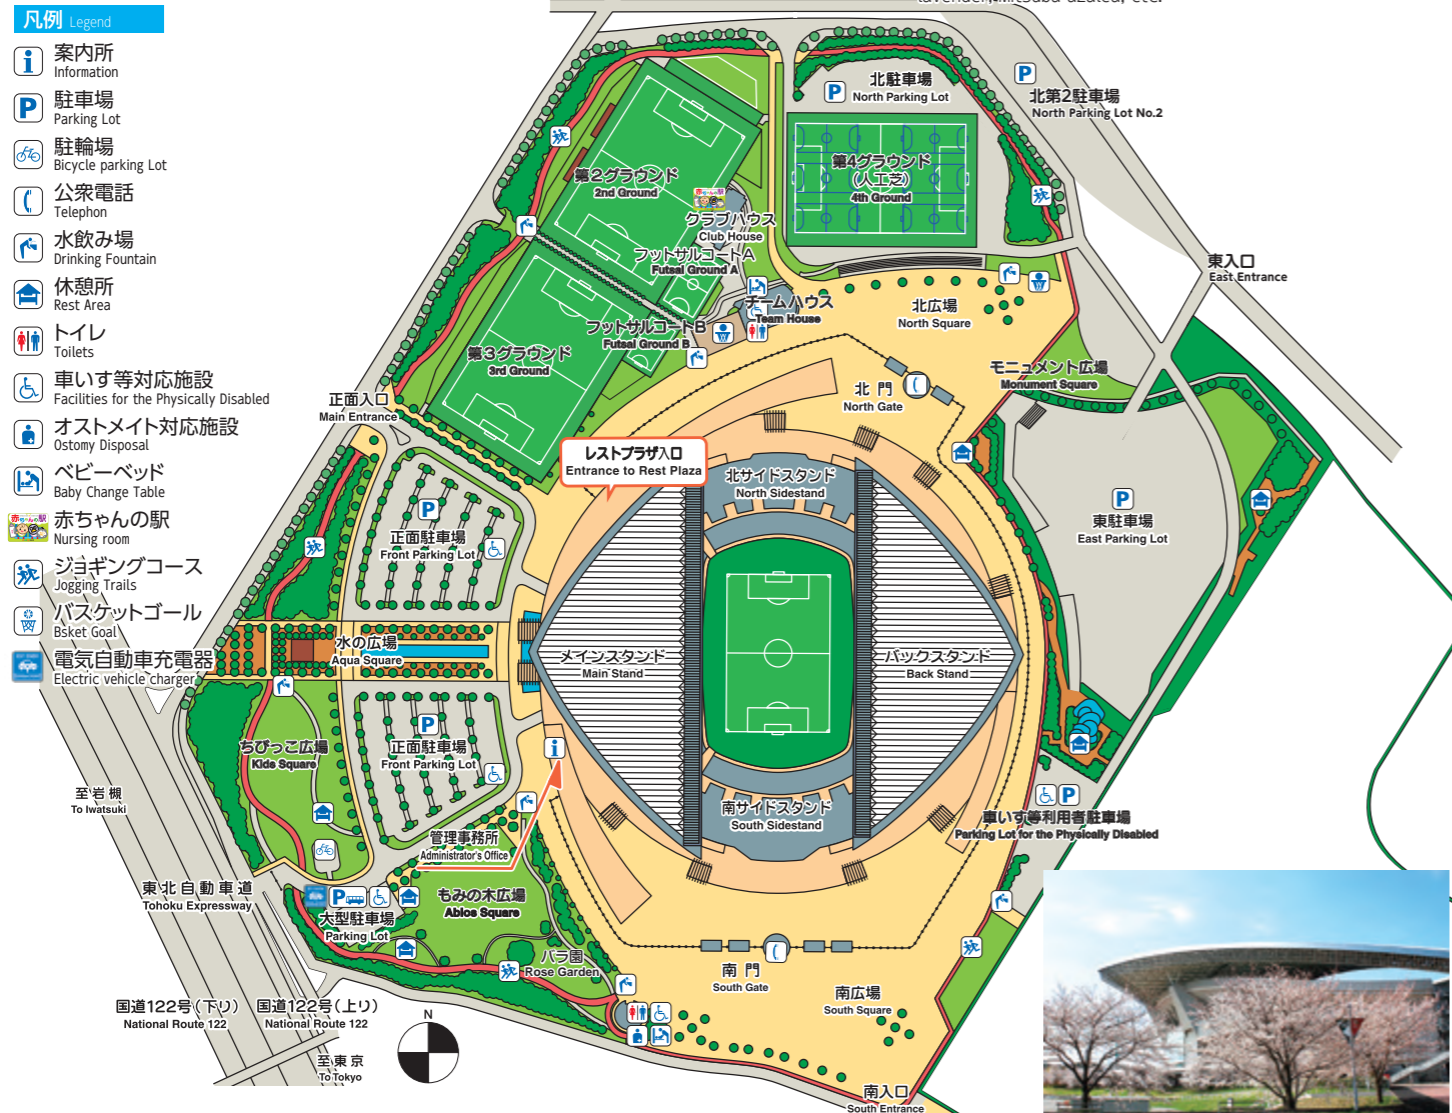 凡例 Legend
案内所
Information
駐車場
Parking Lot
駐輪場
Bicycle parking Lot
公衆電話
Telephon
水飲み場
Drinking Fountain
休憩所
Rest Area
トイレ
Toilets
車いす等対応施設
Facilities for the Physically Disabled
オストメイト対応施設
Ostomy Disposal
ベビーベッド
Baby Change Table
赤ちゃんの駅
Nursing room
ジョギングコース
Jogging Trails
バスケットゴール
Bsket Goal
電気自動車充電器
Electric vehicle charger
北駐車場
North Parking Lot
北第2駐車場
North Parking Lot No.2
第2グラウンド
2nd Ground
第4グラウンド
(人工芝)
4th Ground
クラブハウス
Club House
フットサルコートA
Futsal Ground A
チームハウス
Team House
フットサルコートB
Futsal Ground B
第3グラウンド
3rd Ground
北広場
North Square
東入口
East Entrance
モニュメント広場
Monument Square
北門
North Gate
正面入口
Main Entrance
レストプラザ入口
Entrance to Rest Plaza
北サイドスタンド
North Sidestand
正面駐車場
Front Parking Lot
東駐車場
East Parking Lot
水の広場
Aqua Square
メインスタンド
Main Stand
バックスタンド
Back Stand
ちびっこ広場
Kids Square
正面駐車場
Front Parking Lot
南サイドスタンド
South Sidestand
車いす等利用者駐車場
Parking Lot for the Physically Disabled
至岩槻
To Iwatsuki
管理事務所
Administrator's Office
東北自動車道
Tohoku Expressway
もみの木広場
Abios Square
大型駐車場
Parking Lot
バラ園
Rose Garden
南門
South Gate
南広場
South Square
国道122号(下り)
National Route 122
国道122号(上り)
National Route 122
N
至東京
To Tokyo
南入口
South Entrance